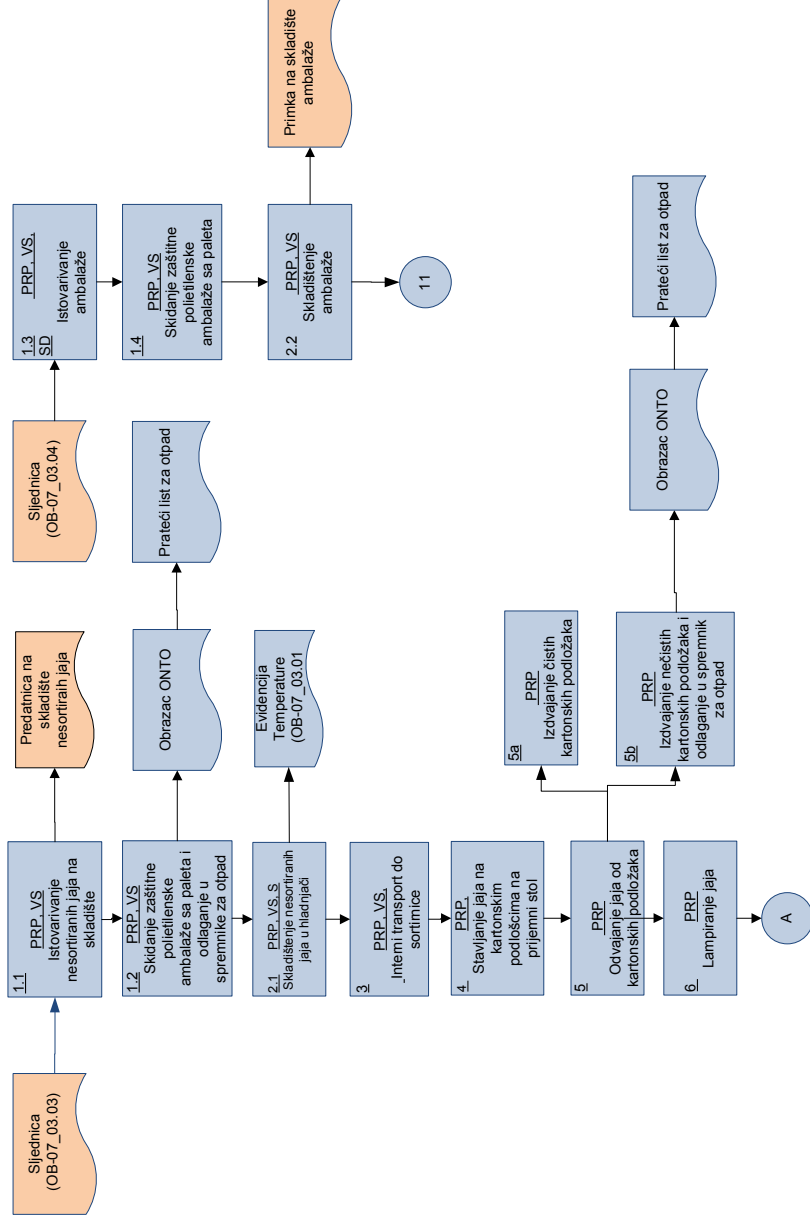 Sljednica
(OB-07_03.03)
1.1 PRP, VS
Istovarivanje
nesortiranih jaja na
skladište
Predatnica na
skladište
nesortiraih jaja
1.2 PRP, VS
Skidanje zaštitne
polietilenske
ambalaže sa paleta i
odlaganje u
spremnike za otpad
Obrazac ONTO
Prateći list za otpad
2.1 PRP, VS, S
Skladištenje nesortiranih
jaja u hladnjači
Evidencija
Temperature
(OB-07_03.01)
3 PRP, VS,
Interni transport do
sortirnice
4 PRP,
Stavljanje jaja na
kartonskim
podlošcima na
prijemni stol
5 PRP
Odvajanje jaja od
kartonskih podložaka
5a PRP
Izdvajanje čistih
kartonskih podložaka
5b PRP
Izdvajanje nečistih
kartonskih podložaka i
odlaganje u spremnik
za otpad
Obrazac ONTO
Prateći list za otpad
6 PRP
Lampiranje jaja
A
Sljednica
(OB-07_03.04)
1.3 PRP, VS,
SD
Istovarivanje
ambalaže
1.4 PRP, VS
Skidanje zaštitne
polietilenske
ambalaže sa paleta
2.2 PRP, VS
Skladištenje
ambalaže
Primka na skladište
ambalaže
11